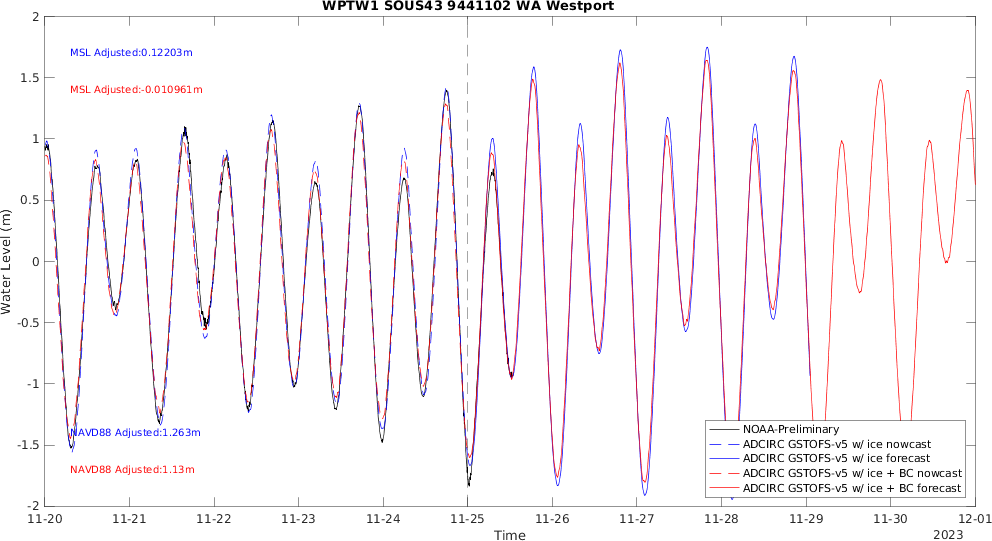 WPTW1 SOUS43 9441102 WA Westport
2
1.5
1
0.5
0
-0.5
-1
-1.5
-2
Water Level (m)
MSL Adjusted:0.12203m
MSL Adjusted:-0.010961m
NAVD88 Adjusted:1.263m
NAVD88 Adjusted:1.13m
NOAA-Preliminary
ADCIRC GSTOFS-v5 w/ ice nowcast
ADCIRC GSTOFS-v5 w/ ice forecast
ADCIRC GSTOFS-v5 w/ ice + BC nowcast
ADCIRC GSTOFS-v5 w/ ice + BC forecast
11-20 11-21 11-22 11-23 11-24 11-25 11-26 11-27 11-28 11-29 11-30 12-01
Time
2023